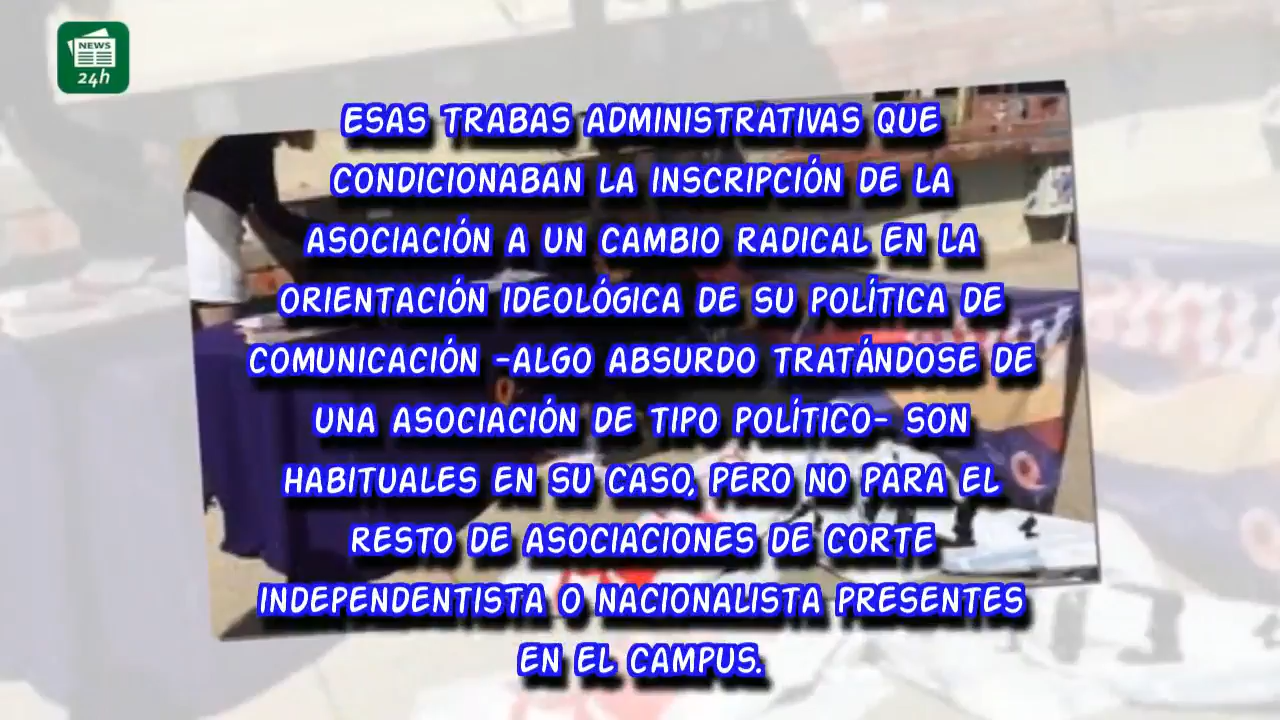 NEWS
24h
ESAS TRABAS ADMINISTRATIVAS QUE
CONDICIONABAN LA INSCRIPCIÓN DE LA
ASOCIACIÓN A UN CAMBIO RADICAL EN LA
ORIENTACIÓN IDEOLÓGICA DE SU POLÍTICA DE
COMUNICACIÓN -ALGO ABSURDO TRATÁNDOSE DE
UNA ASOCIACIÓN DE TIPO POLÍTICO- SON
HABITUALES EN SU CASO, PERO NO PARA EL
RESTO DE ASOCIACIONES DE CORTE
INDEPENDENTISTA O NACIONALISTA PRESENTES
EN EL CAMPUS.